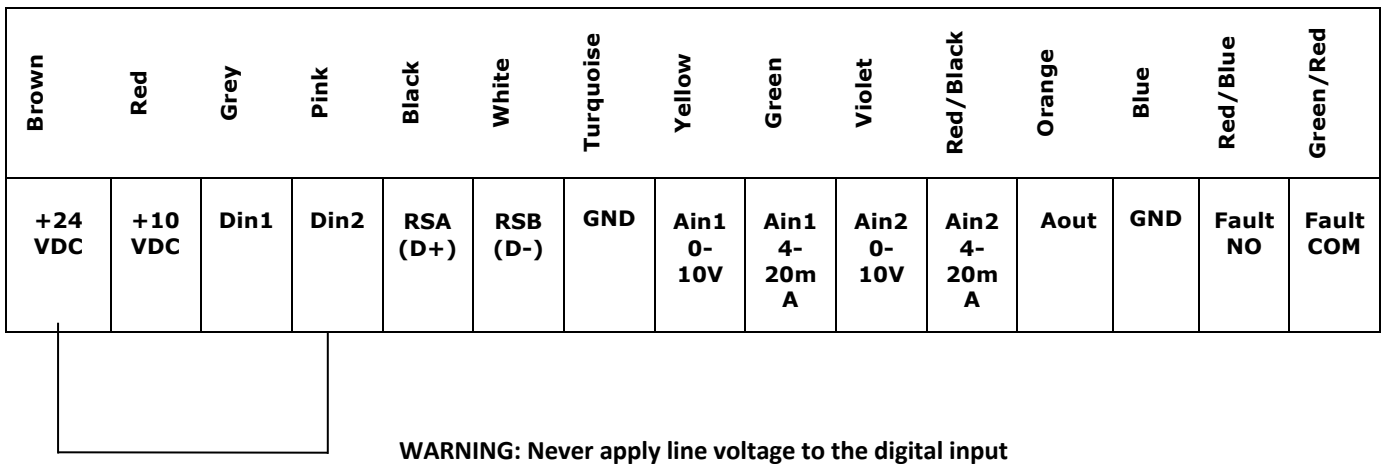 Brown Red Grey Pink Black White Turquoise Yellow Green Violet Red/Black Orange Blue Red/Blue Green/Red
+24 +10 Din1 Din2 RSA RSB GND Ain1 Ain1 Ain2 Ain2 Aout GND Fault Fault
VDC VDC (D+) (D-) 0- 4- 0- 4- NO COM
10V 20m 10V 20m
A A
WARNING: Never apply line voltage to the digital input